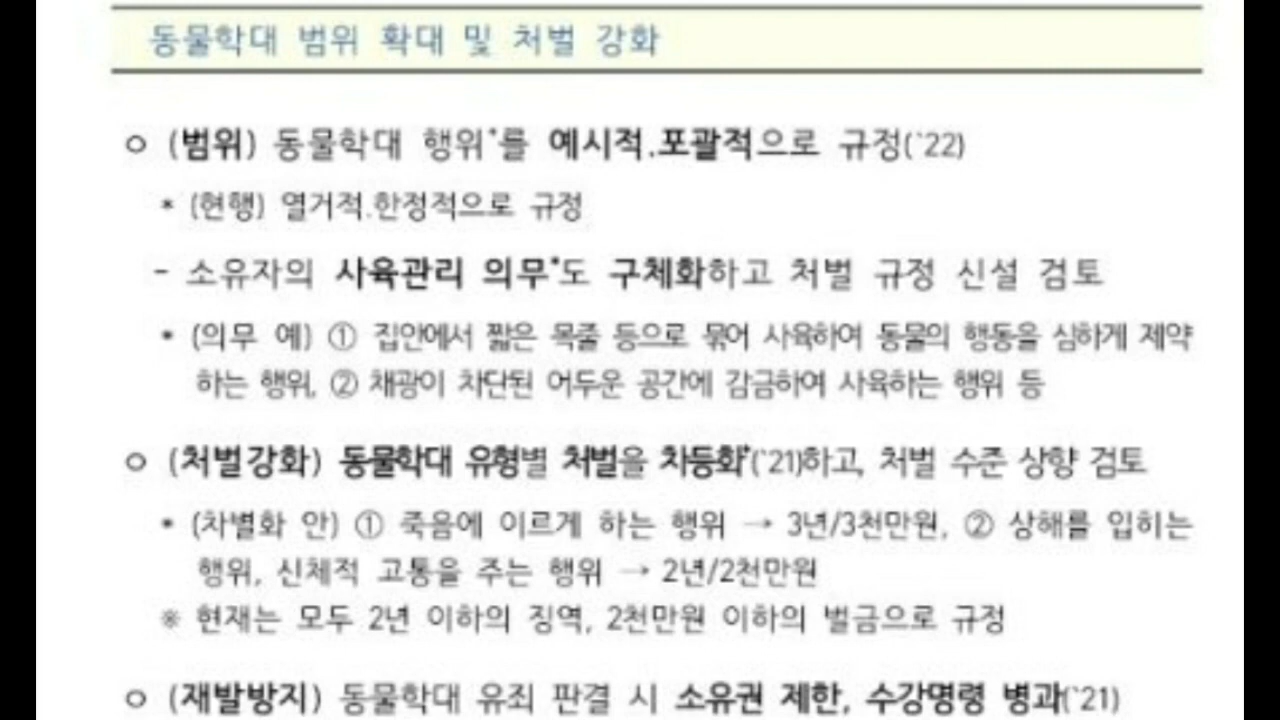 동물학대 범위 확대 및 처벌 강화
ㅇ (범위) 동물학대 행위*를 예시적.포괄적으로 규정(`22)
* (현행) 열거적.한정적으로 규정
- 소유자의 사육관리 의무*도 구체화하고 처벌 규정 신설 검토
* (의무 예) ① 집안에서 짧은 목줄 등으로 묶어 사육하여 동물의 행동을 심하게 제약
하는 행위, ② 채광이 차단된 어두운 공간에 감금하여 사육하는 행위 등
ㅇ (처벌강화) 동물학대 유형별 처벌을 차등화*(`21)하고, 처벌 수준 상향 검토
* (차별화 안) ① 죽음에 이르게 하는 행위 → 3년/3천만원, ② 상해를 입히는
행위, 신체적 고통을 주는 행위 → 2년/2천만원
※ 현재는 모두 2년 이하의 징역, 2천만원 이하의 벌금으로 규정
ㅇ (재발방지) 동물학대 유죄 판결 시 소유권 제한, 수강명령 병과(`21)